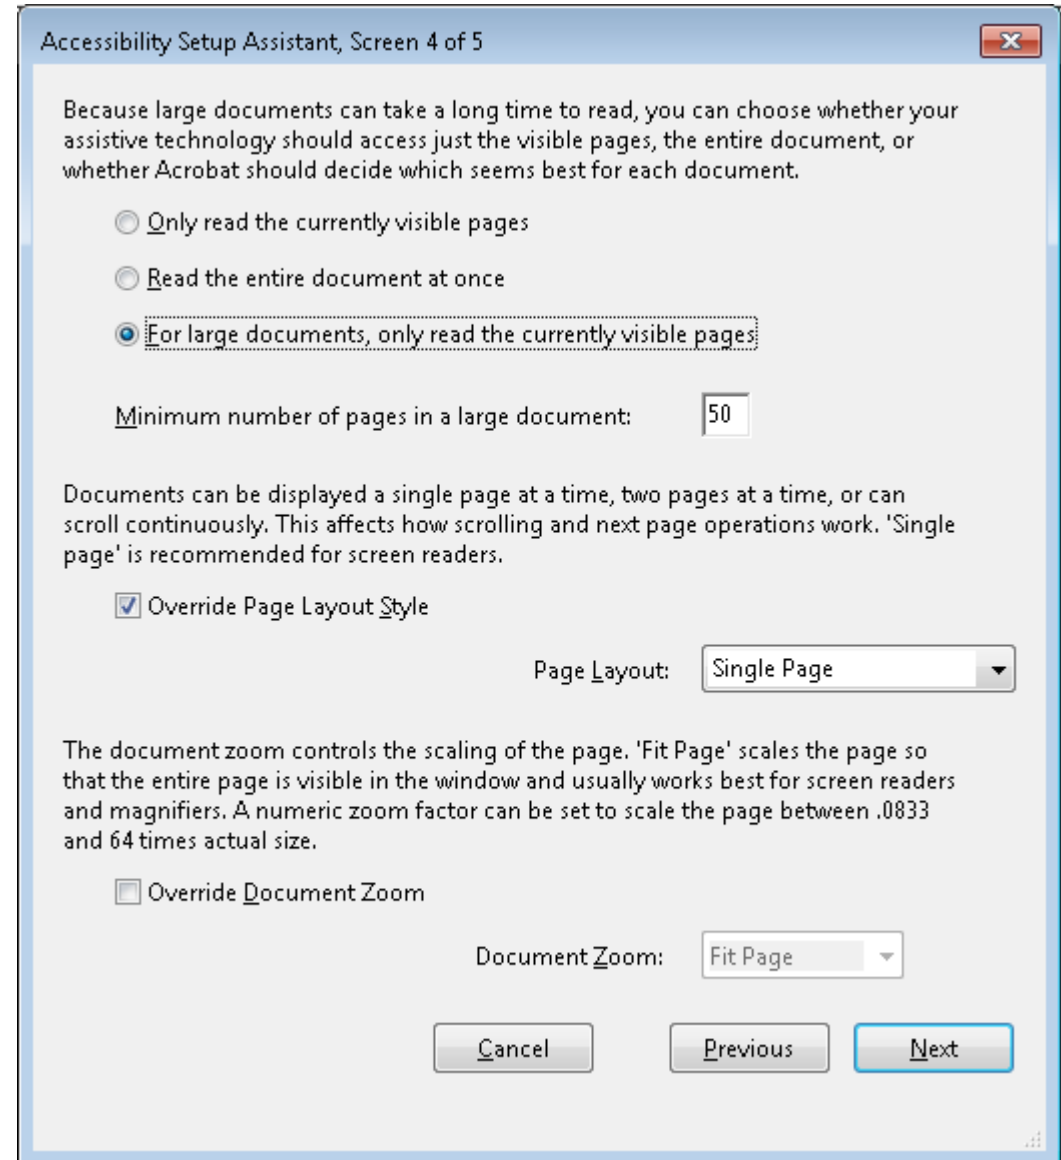 Accessibility Setup Assistant, Screen 4 of 5
Because large documents can take a long time to read, you can choose whether your
assistive technology should access just the visible pages, the entire document, or
whether Acrobat should decide which seems best for each document.
Only read the currently visible pages
Read the entire document at once
For large documents, only read the currently visible pages
Minimum number of pages in a large document: 50
Documents can be displayed a single page at a time, two pages at a time, or can
scroll continuously. This affects how scrolling and next page operations work. 'Single
page' is recommended for screen readers.
Override Page Layout Style
Page Layout: Single Page
The document zoom controls the scaling of the page. 'Fit Page' scales the page so
that the entire page is visible in the window and usually works best for screen readers
and magnifiers. A numeric zoom factor can be set to scale the page between .0833
and 64 times actual size.
Override Document Zoom
Document Zoom: Fit Page
Cancel Previous Next